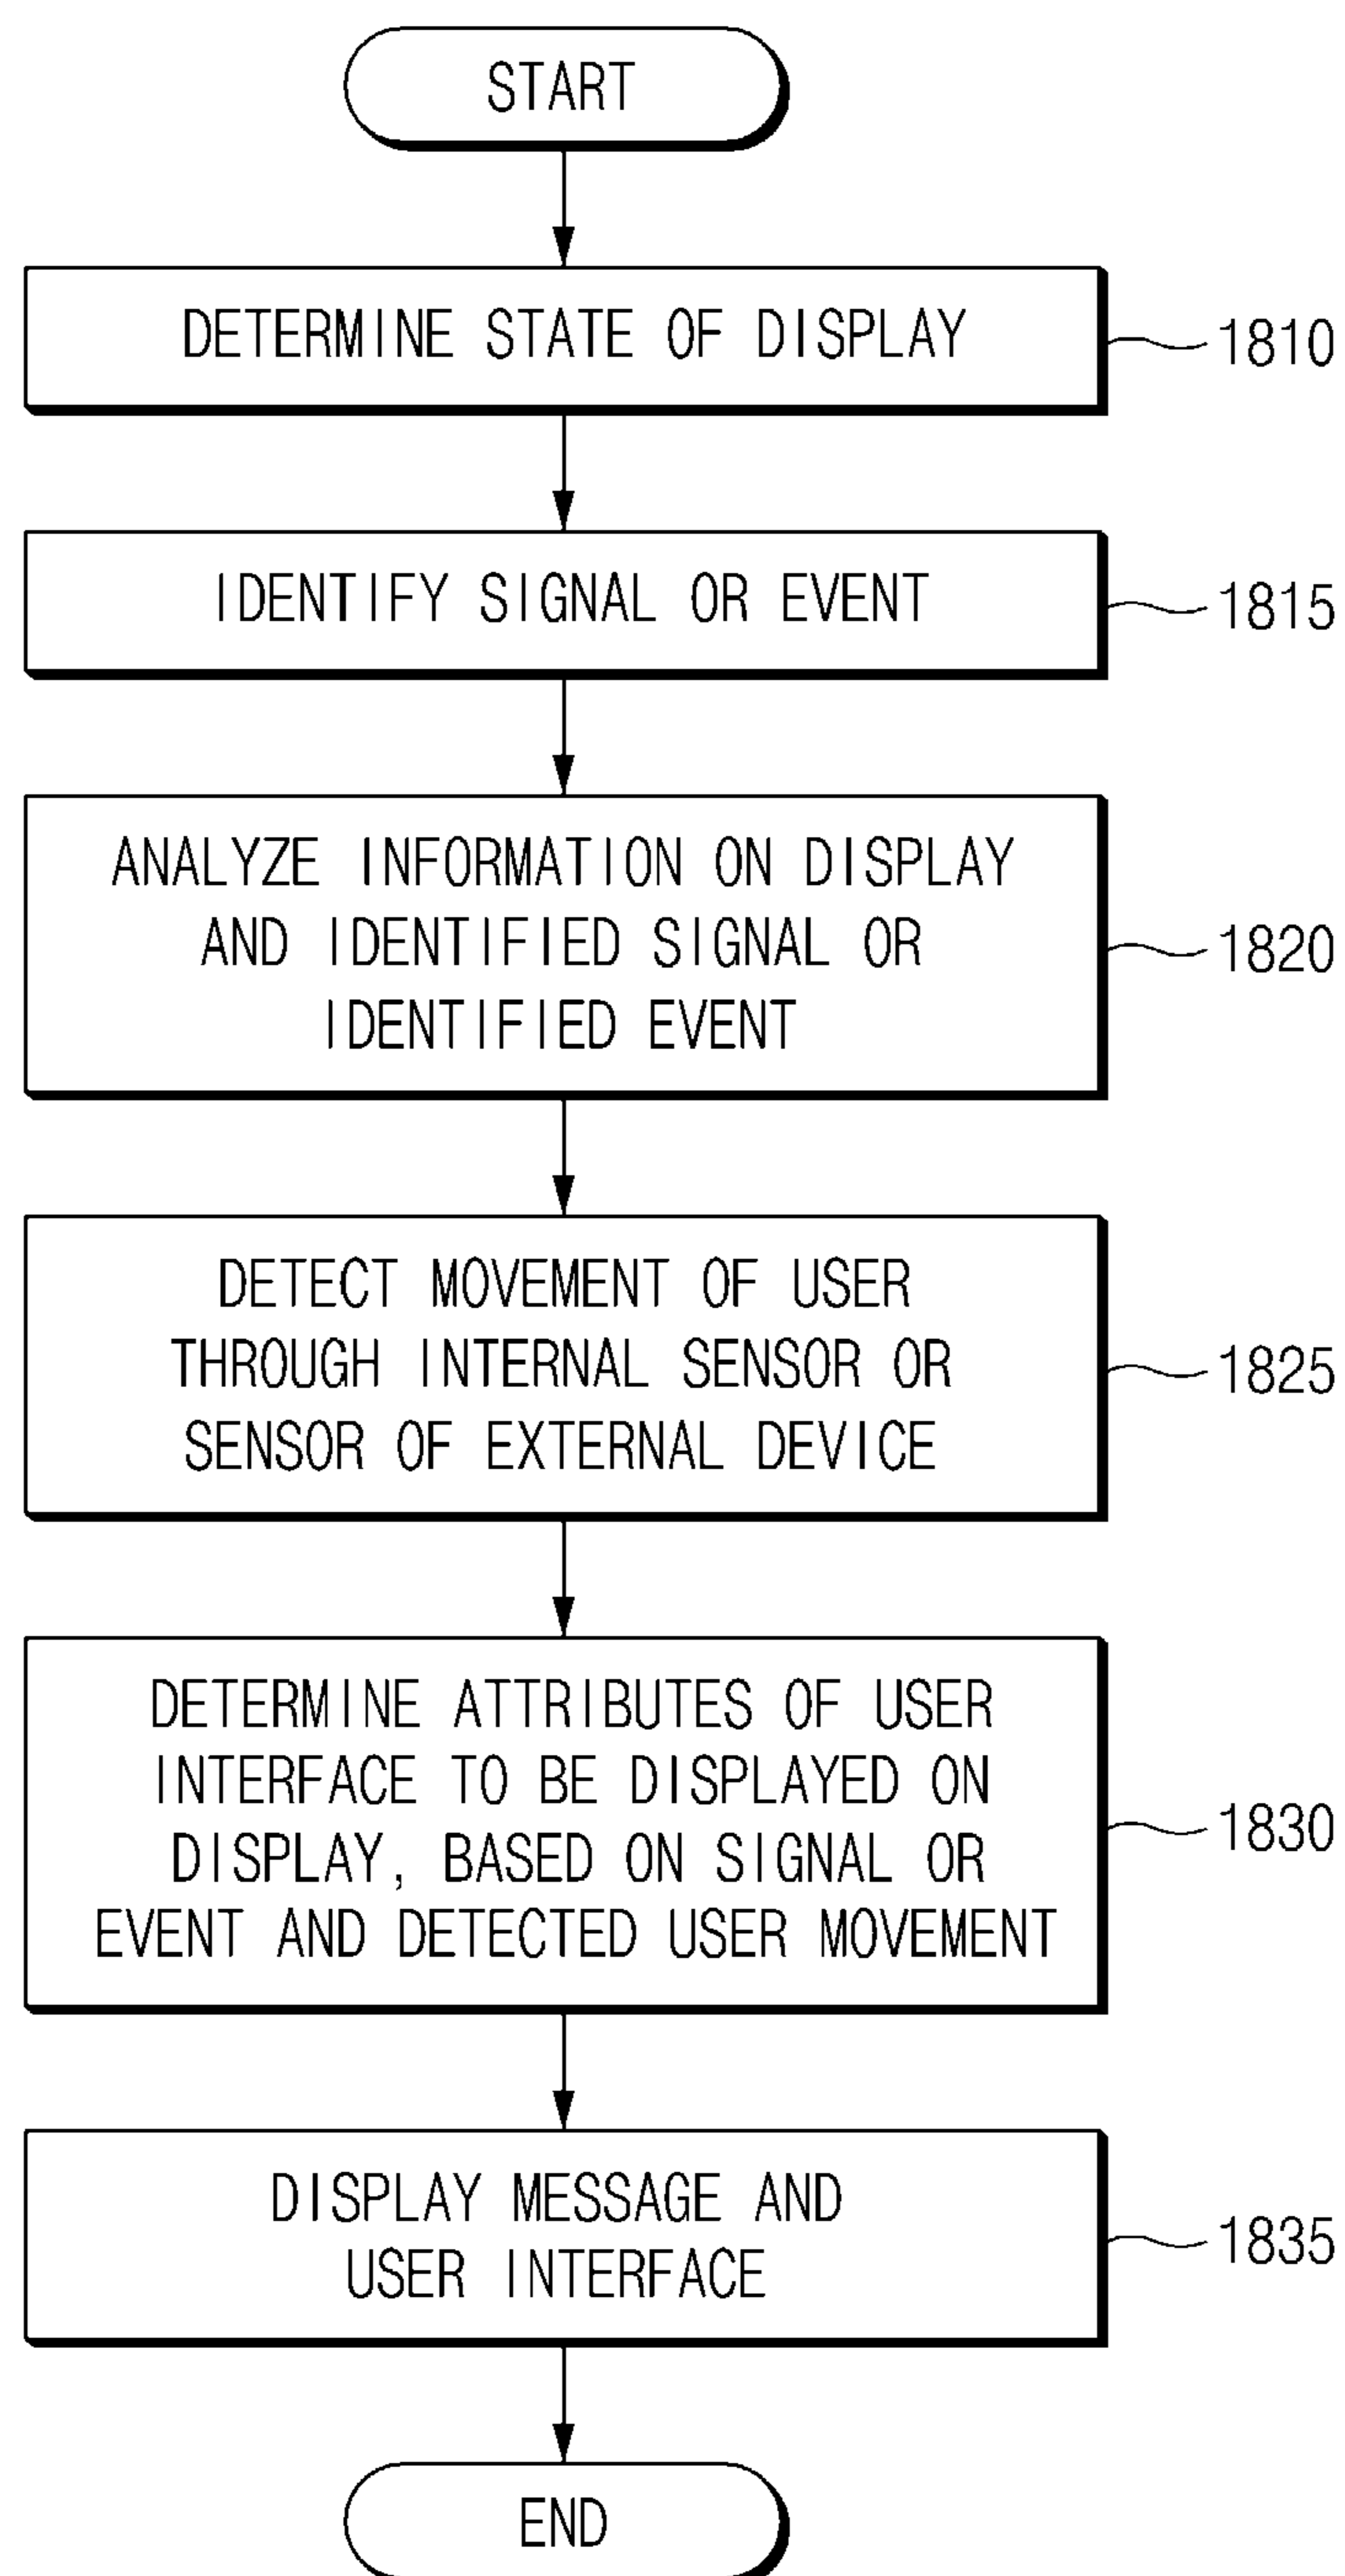 START
DETERMINE STATE OF DISPLAY
1810
IDENTIFY SIGNAL OR EVENT
1815
ANALYZE INFORMATION ON DISPLAY
AND IDENTIFIED SIGNAL OR
IDENTIFIED EVENT
1820
DETECT MOVEMENT OF USER
THROUGH INTERNAL SENSOR OR
SENSOR OF EXTERNAL DEVICE
1825
DETERMINE ATTRIBUTES OF USER
INTERFACE TO BE DISPLAYED ON
DISPLAY, BASED ON SIGNAL OR
EVENT AND DETECTED USER MOVEMENT
1830
DISPLAY MESSAGE AND
USER INTERFACE
1835
END